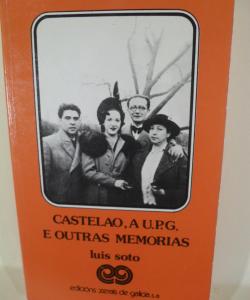 CASTELAO, A U.P.G.
E OUTRAS MEMORIAS
luis soto
edicións xerais de galicia, s.a.